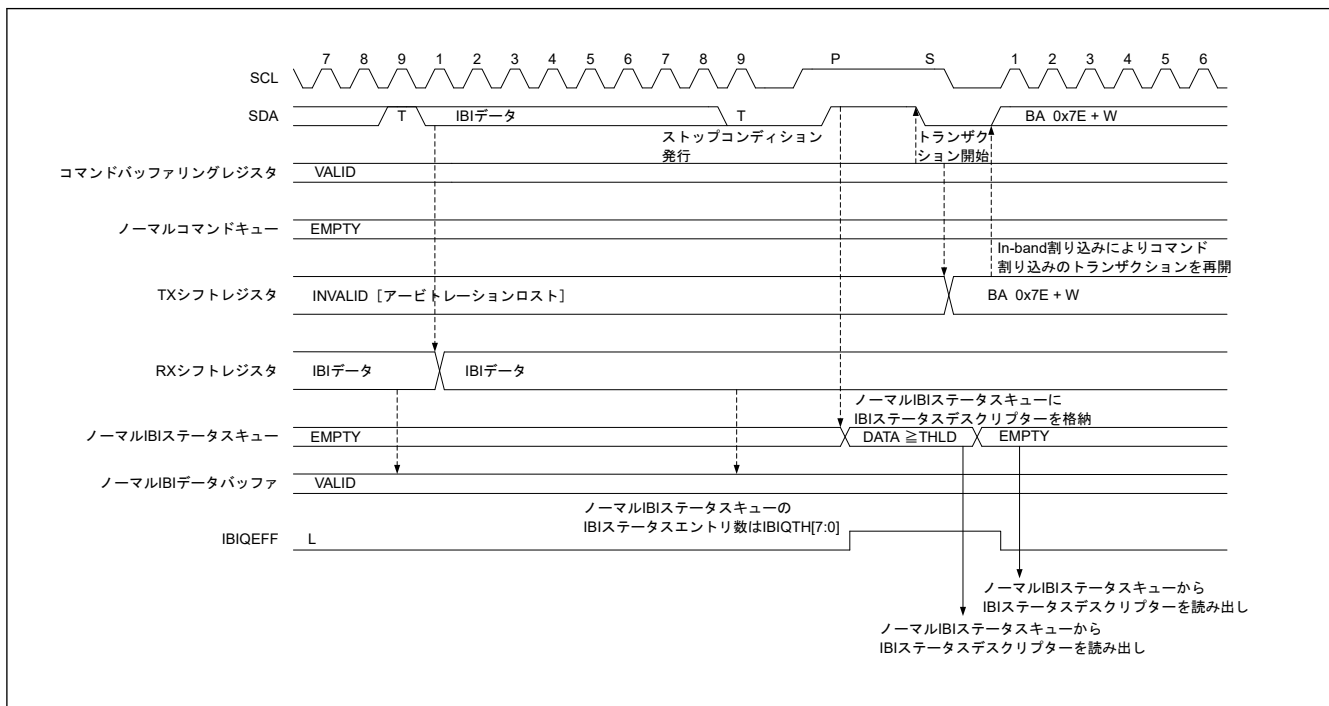 7 8 9 1 2 3 4 5 6 7 8 9 P S 1 2 3 4 5 6
SCL
SDA T IBIデータ T BA 0x7E + W
ストップコンディション
発行
トランザク
ション開始
コマンドバッファリングレジスタ VALID
ノーマルコマンドキュー EMPTY
In-band割り込みによりコマンド
割り込みのトランザクションを再開
TXシフトレジスタ INVALID［アービトレーションロスト］ BA 0x7E + W
RXシフトレジスタ IBIデータ IBIデータ
ノーマルIBIステータスキューに
IBIステータスデスクリプターを格納
ノーマルIBIステータスキュー EMPTY DATA ≧THLD EMPTY
ノーマルIBIデータバッファ VALID
ノーマルIBIステータスキューの
IBIステータスエントリ数はIBIQTH[7:0]
IBIQEFF L
ノーマルIBIステータスキューから
IBIステータスデスクリプターを読み出し
ノーマルIBIステータスキューから
IBIステータスデスクリプターを読み出し